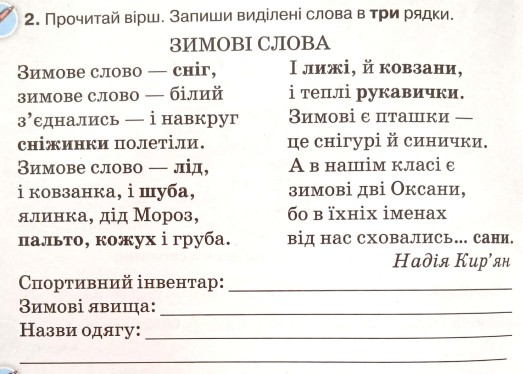 2. Прочитай вірш. Запиши виділені слова в три рядки.
ЗИМОВІ СЛОВА
Зимове слово — сніг,
зимове слово — білий
з’єднались — і навкруг
сніжинки полетіли.
Зимове слово — лід,
і ковзанка, і шуба,
ялинка, дід Мороз,
пальто, кожух і груба.
І лижі, й ковзани,
і теплі рукавички.
Зимові є пташки —
це снігурі й синички.
А в нашім класі є
зимові дві Оксани,
бо в їхніх іменах
від нас сховались... сани.
Надія Кир’ян
Спортивний інвентар:
Зимові явища:
Назви одягу: